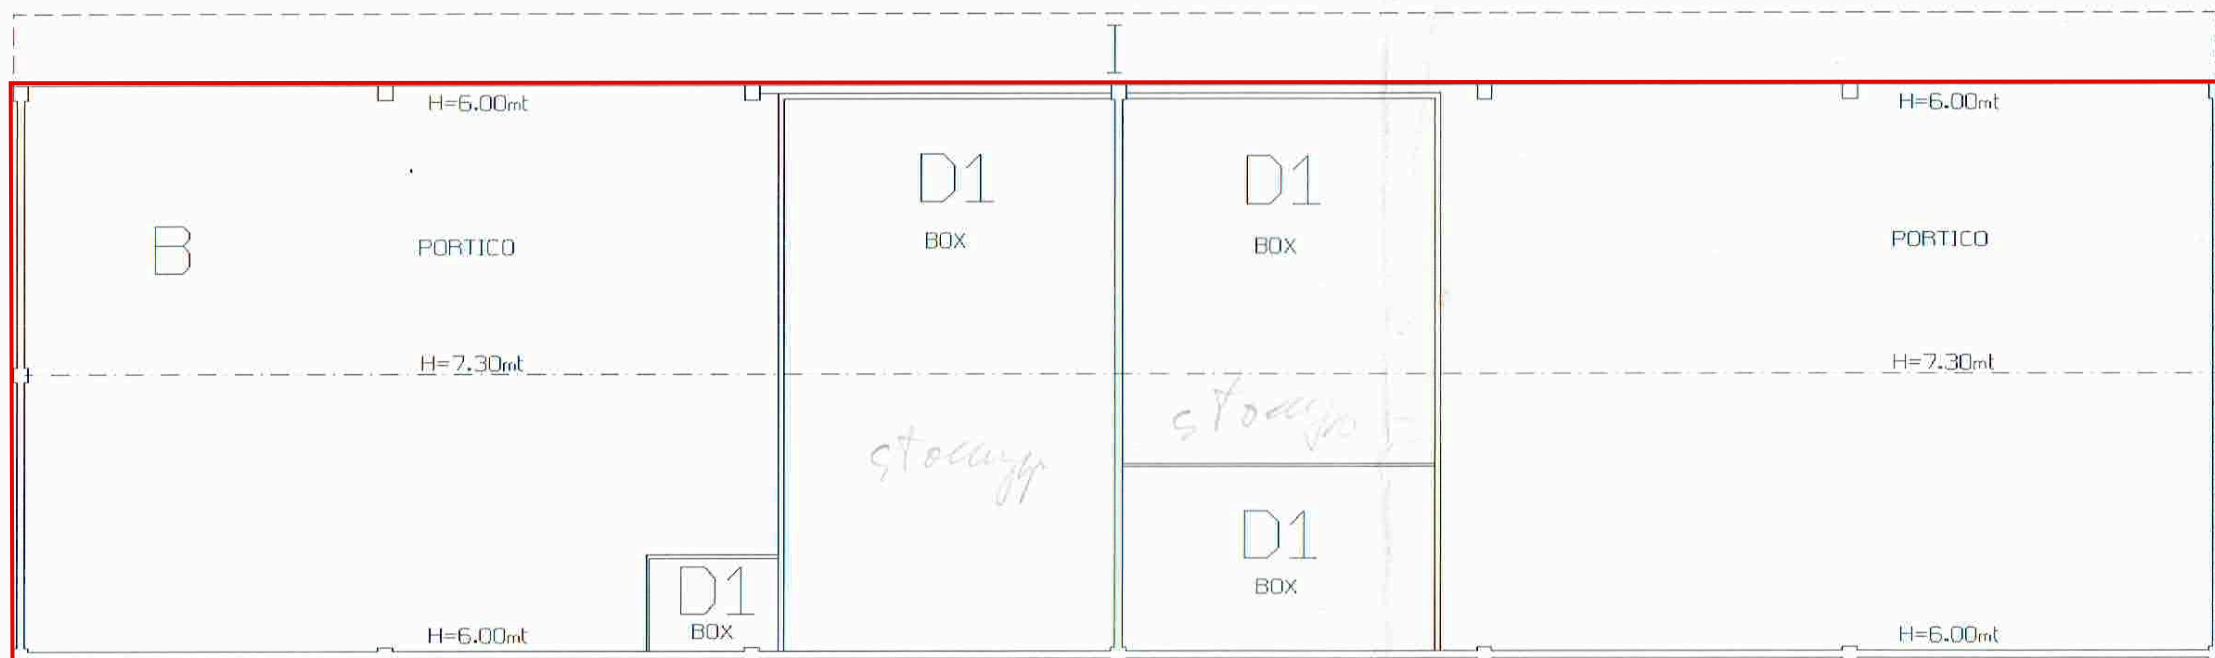 H=6.00mt
H=6.00mt
D1
D1
B
PORTICO
BOX
BOX
PORTICO
H=7.30mt
H=7.30mt
D1
BOX
D1
BOX
H=6.00mt
H=6.00mt